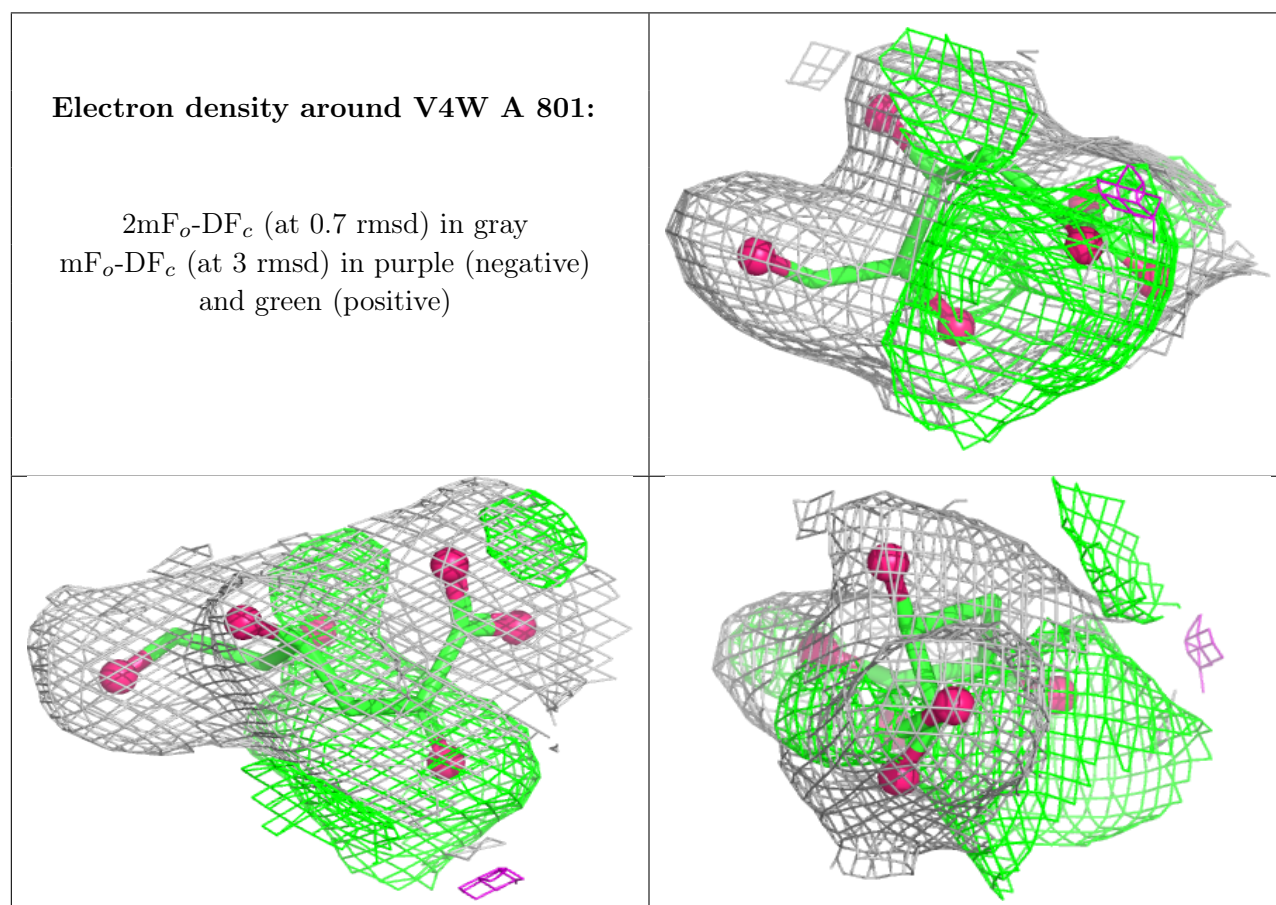 Electron density around V4W A 801:
2mFo-DFc (at 0.7 rmsd) in gray
mFo-DFc (at 3 rmsd) in purple (negative)
and green (positive)